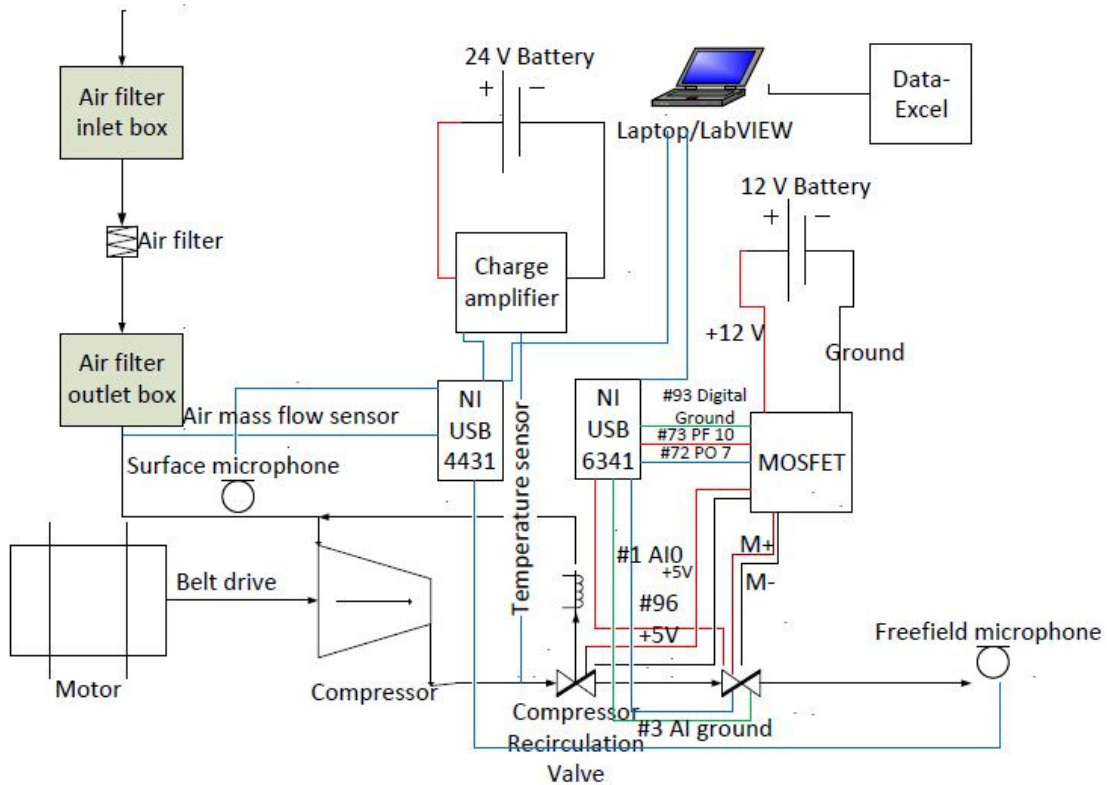 24 V Battery
+
−
Air filter
inlet box
Data-
Excel
Laptop/LabVIEW
12 V Battery
+
−
Air filter
Charge
amplifier
Air filter
outlet box
+12 V
Ground
Air mass flow sensor
NI
USB
4431
NI
USB
6341
#93 Digital
Ground
#73 PF 10
#72 PO 7
MOSFET
Surface microphone
Temperature sensor
#1 AI0
+5V
M+
M-
#96
+5V
Belt drive
Motor
Compressor
Freefield microphone
Compressor
Recirculation
Valve
#3 AI ground